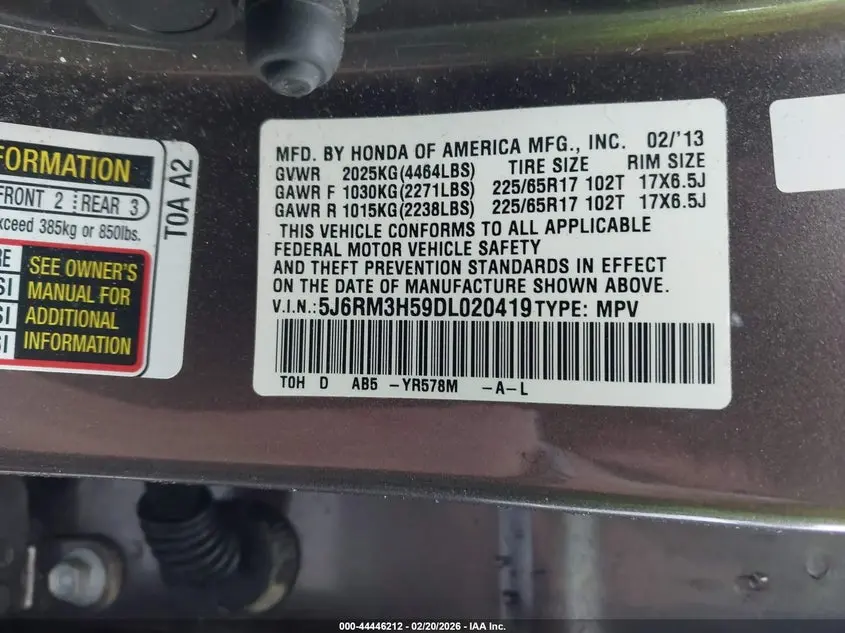 FORMATION
FRONT 2
REAR 3
exceed 385kg or 850lbs.
SEE OWNER'S
MANUAL FOR
ADDITIONAL
INFORMATION
T0A A2
MFD. BY HONDA OF AMERICA MFG., INC. 02/'13
GVWR 2025KG(4464LBS) TIRE SIZE RIM SIZE
GAWR F 1030KG(2271LBS) 225/65R17 102T 17X6.5J
GAWR R 1015KG(2238LBS) 225/65R17 102T 17X6.5J
THIS VEHICLE CONFORMS TO ALL APPLICABLE
FEDERAL MOTOR VEHICLE SAFETY
AND THEFT PREVENTION STANDARDS IN EFFECT
ON THE DATE OF MANUFACTURE SHOWN ABOVE.
V.I.N.:5J6RM3H59DL020419TYPE: MPV
T0H D AB5 -YR578M -A-L
000-44446212 - 02/20/2026 - IAA Inc.